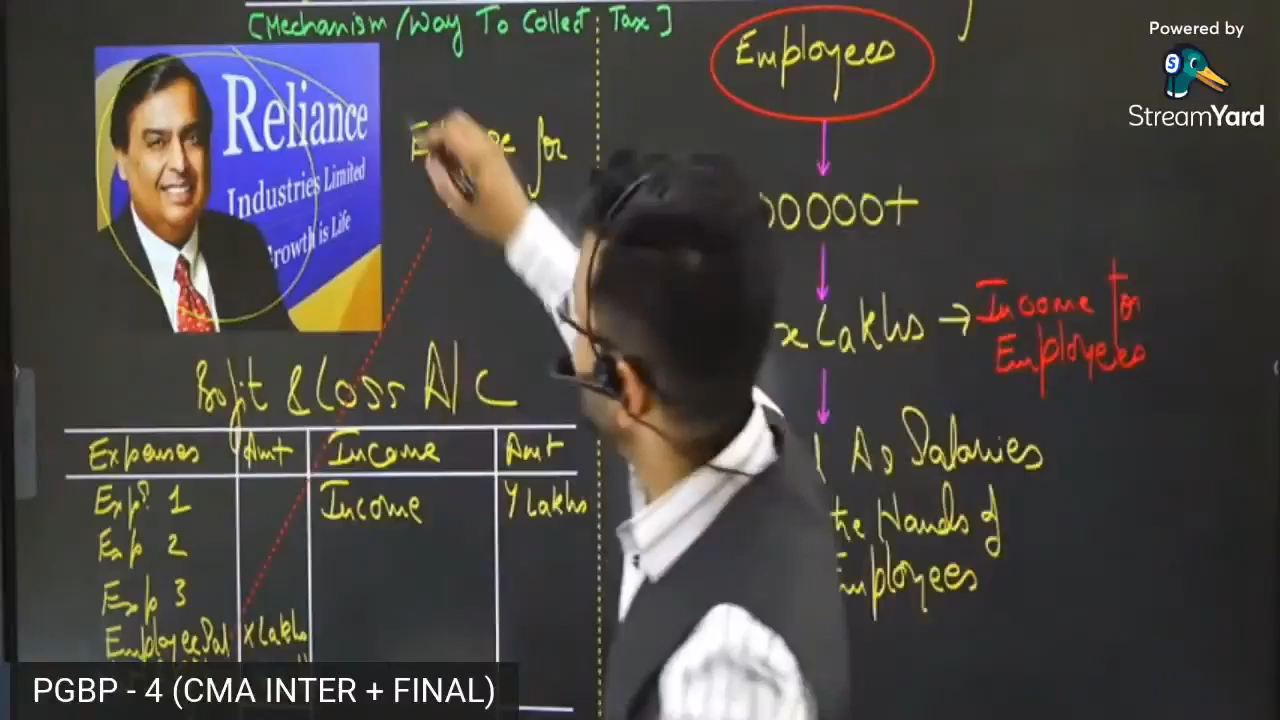 [Mechanism/Way To Collect Tax]
Employees
Powered by
StreamYard
Reliance
Industries Limited
Growth is Life
for
00000+
x Lakhs → Income for
Employees
As Salaries
the Hands of
Employees
Profit & Loss A/C
Expenses Amt Income Amt
Exp? 1 Income Y Lakhs
Exp 2
Exp 3
Employee Sal x Lakhs
PGBP - 4 (CMA INTER + FINAL)